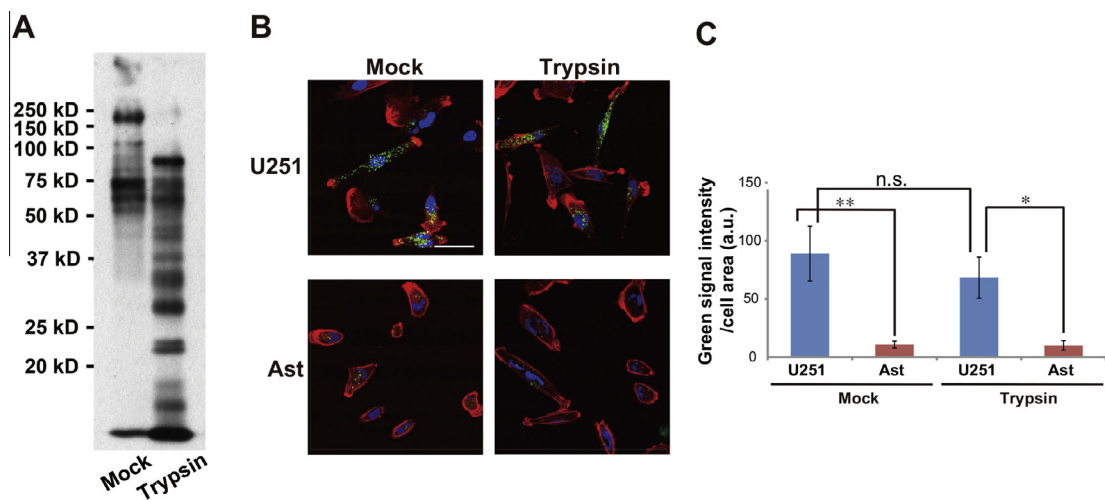 A
250 kD
150 kD
100 kD
75 kD
50 kD
37 kD
25 kD
20 kD
Mock
Trypsin
B
Mock
Trypsin
U251
Ast
C
Green signal intensity
/cell area (a.u.)
150
100
50
0
n.s.
**
*
U251 Ast U251 Ast
Mock Trypsin